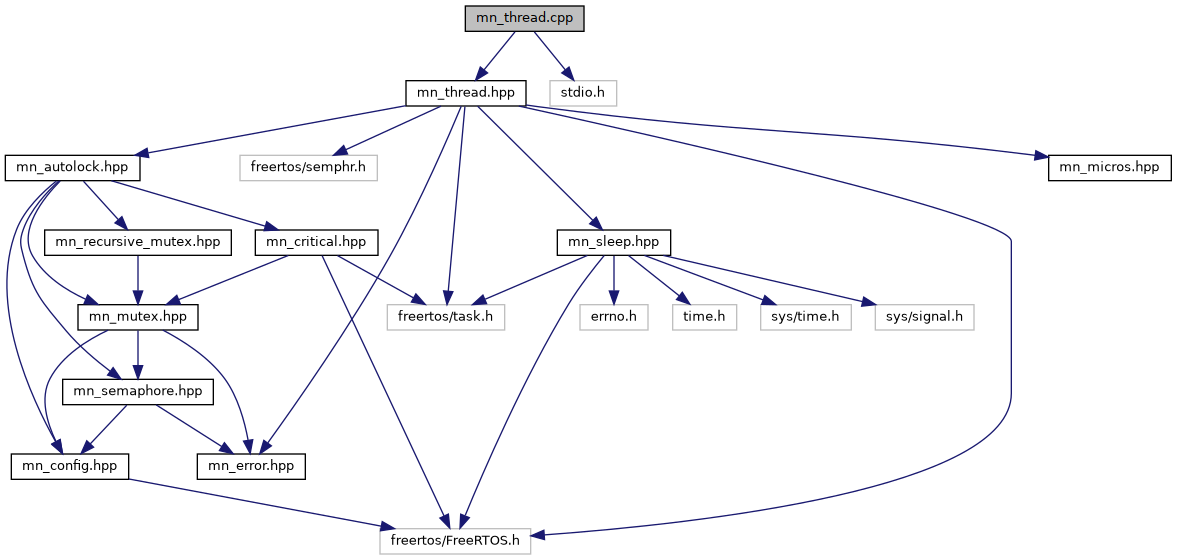 mn_thread.cpp
mn_thread.hpp
stdio.h
mn_autolock.hpp
freertos/semphr.h
mn_micros.hpp
mn_recursive_mutex.hpp
mn_critical.hpp
mn_sleep.hpp
mn_mutex.hpp
freertos/task.h
errno.h
time.h
sys/time.h
sys/signal.h
mn_semaphore.hpp
mn_config.hpp
mn_error.hpp
freertos/FreeRTOS.h